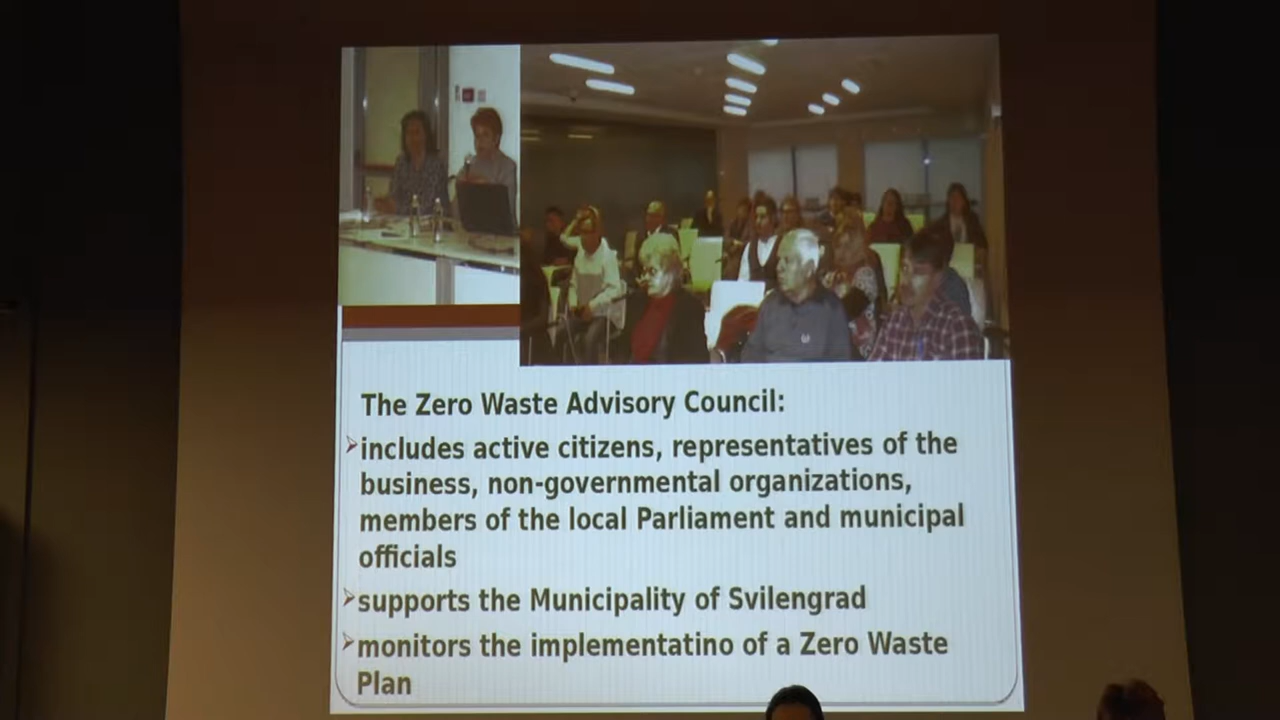 The Zero Waste Advisory Council:
includes active citizens, representatives of the
business, non-governmental organizations,
members of the local Parliament and municipal
officials
supports the Municipality of Svilengrad
monitors the implementatino of a Zero Waste
Plan